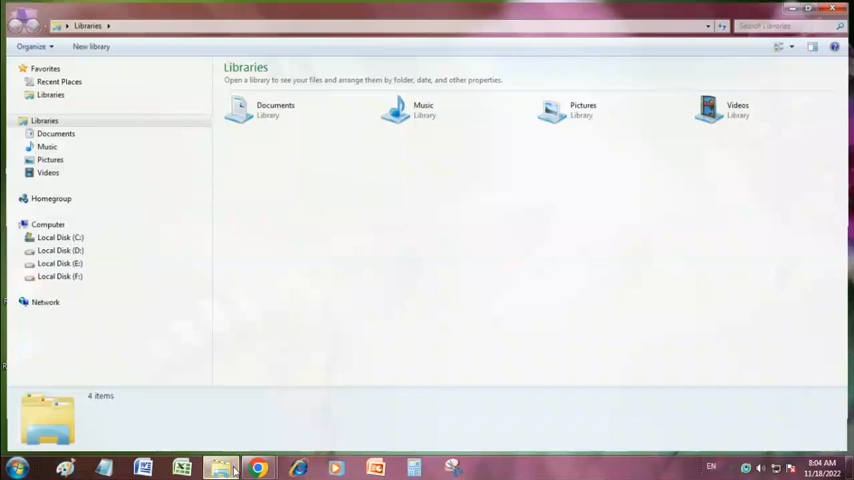 Libraries
Search Libraries
Organize
New library
Favorites
Recent Places
Libraries
Libraries
Documents
Music
Pictures
Videos
Homegroup
Computer
Local Disk (C:)
Local Disk (D:)
Local Disk (E:)
Local Disk (F:)
Network
Libraries
Open a library to see your files and arrange them by folder, date, and other properties.
Documents
Library
Music
Library
Pictures
Library
Videos
Library
4 items
EN
8:04 AM
11/18/2022